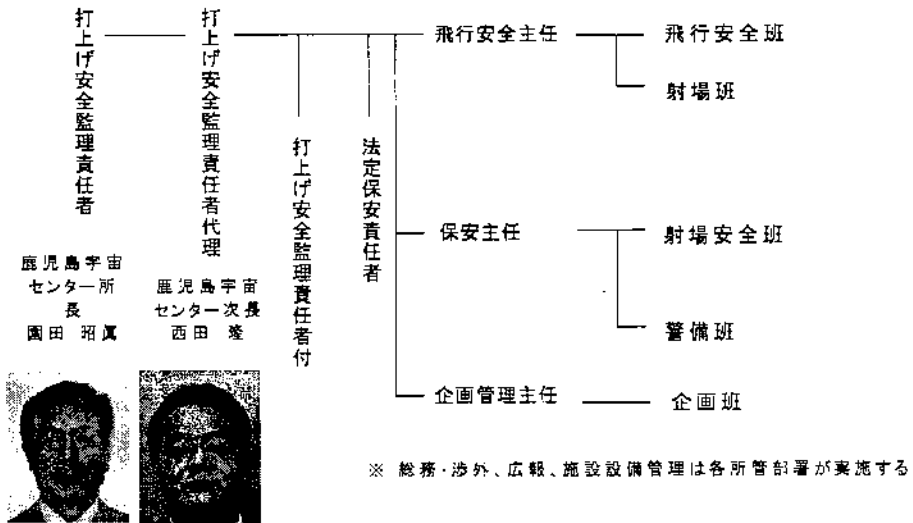 打上げ安全監理責任者
鹿児島宇宙
センター所
長
園田 昭眞
打上げ安全監理責任者代理
鹿児島宇宙
センター次長
西田 隆
打上げ安全監理責任者付
法定保安責任者
飛行安全主任
飛行安全班
射場班
保安主任
射場安全班
警備班
企画管理主任
企画班
※ 総務・渉外、広報、施設設備管理は各所管部署が実施する